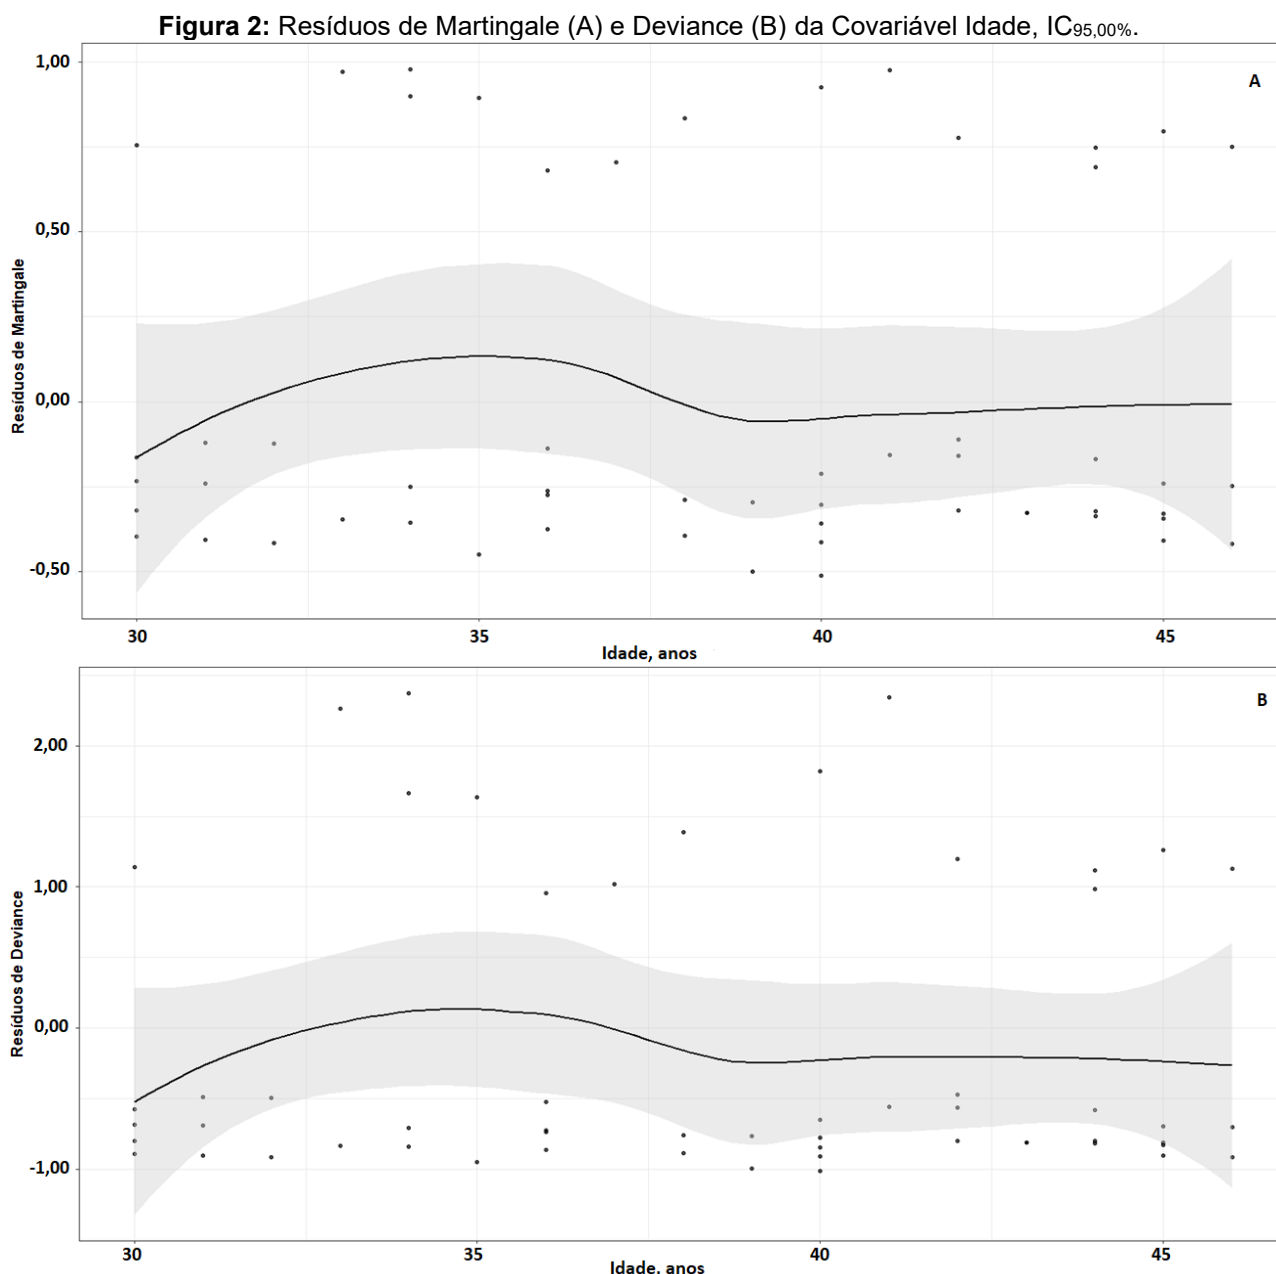 Figura 2: Resíduos de Martingale (A) e Deviance (B) da Covariável Idade, IC95,00%.
A
1,00
0,50
0,00
-0,50
Resíduos de Martingale
30 35 40 45
Idade, anos
B
2,00
1,00
0,00
-1,00
Resíduos de Deviance
30 35 40 45
Idade, anos